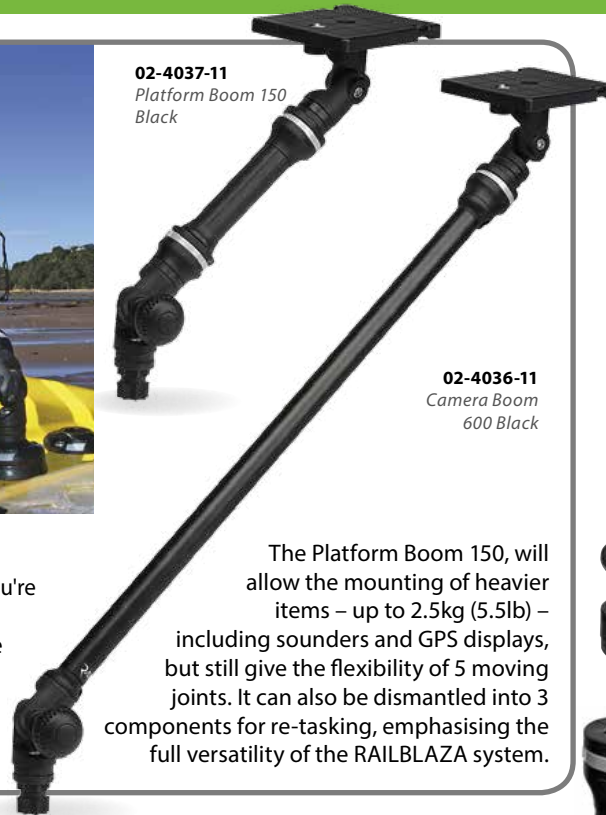 02-4037-11
Platform Boom 150
Black
02-4036-11
Camera Boom
600 Black
u're
e
The Platform Boom 150, will
allow the mounting of heavier
items – up to 2.5kg (5.5lb) –
including sounders and GPS displays,
but still give the flexibility of 5 moving
joints. It can also be dismantled into 3
components for re-tasking, emphasising the
full versatility of the RAILBLAZA system.